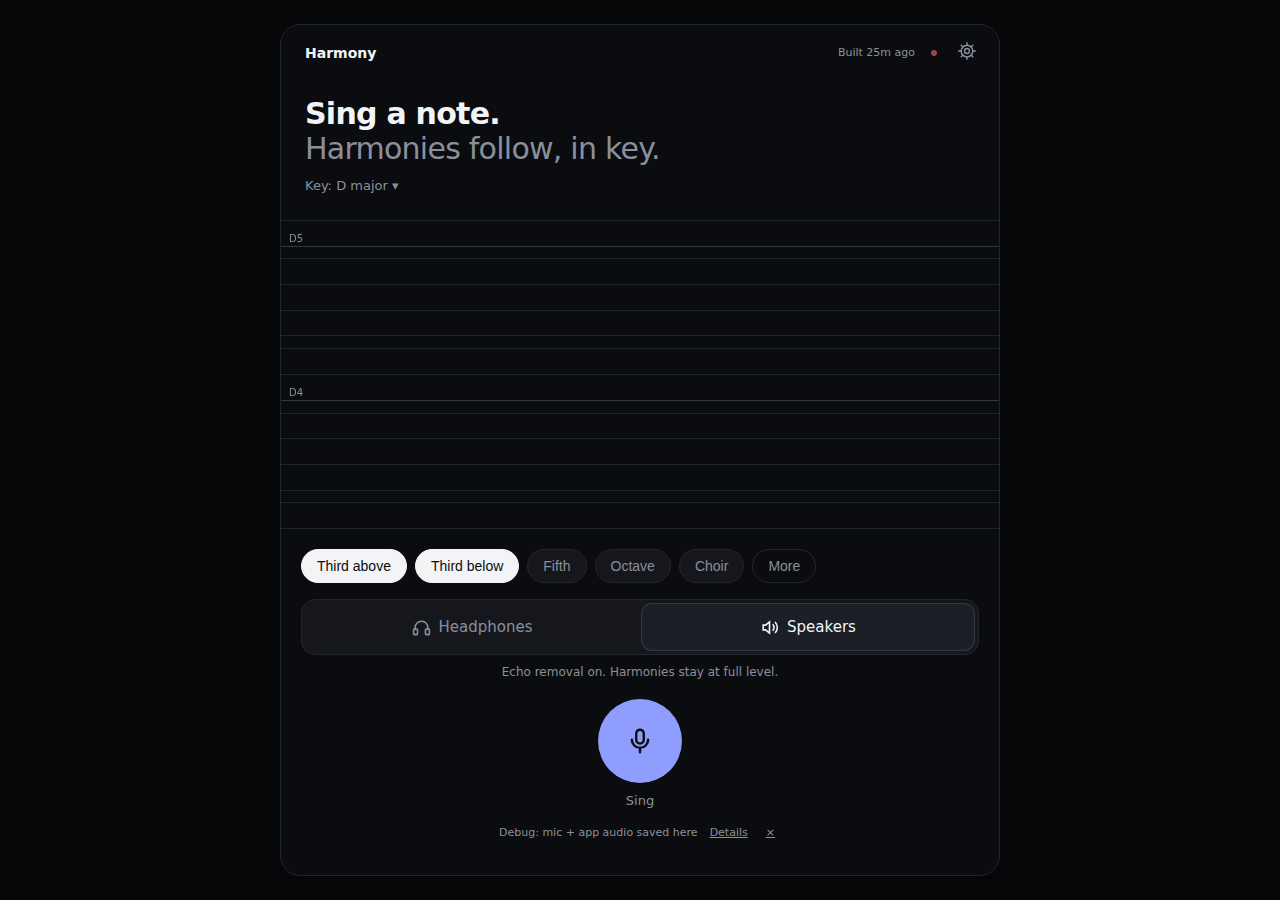 Harmony
Built 25m ago
Sing a note.
Harmonies follow, in key.
Key: D major ▾
D5
D4
Third above Third below Fifth Octave Choir More
Headphones Speakers
Echo removal on. Harmonies stay at full level.
Sing
Debug: mic + app audio saved here Details ×